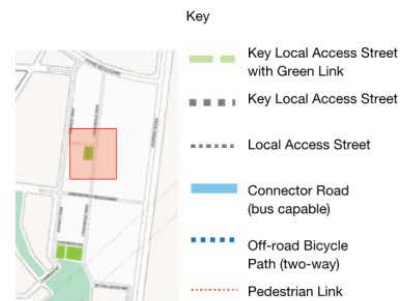 Key
Key Local Access Street
with Green Link
Key Local Access Street
Local Access Street
Connector Road
(bus capable)
Off-road Bicycle
Path (two-way)
Pedestrian Link